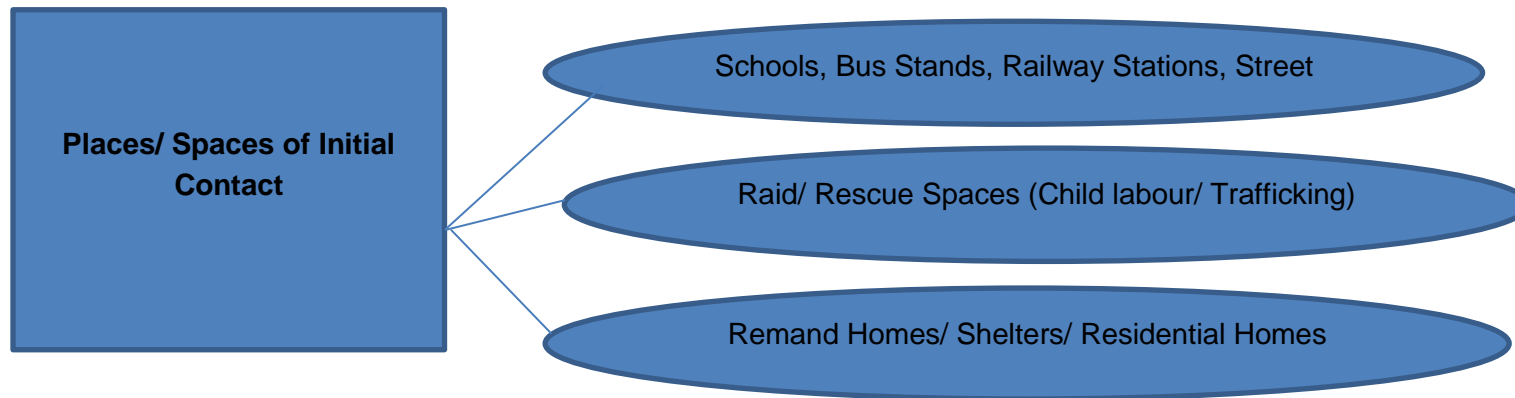 Places/ Spaces of Initial
Contact
Schools, Bus Stands, Railway Stations, Street
Raid/ Rescue Spaces (Child labour/ Trafficking)
Remand Homes/ Shelters/ Residential Homes